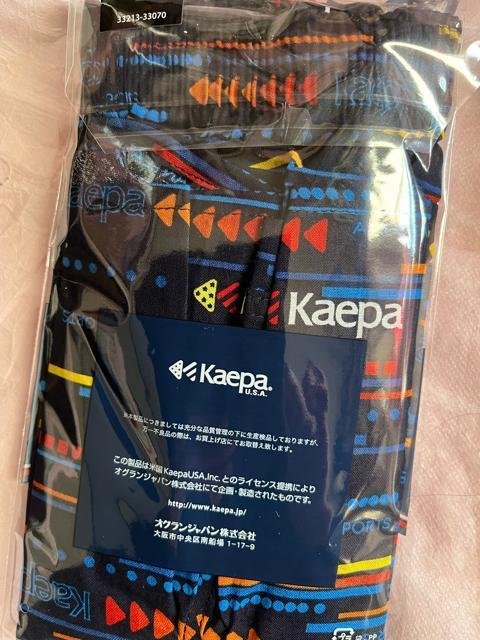 33213-33070
Kaepa
Kaepa
Kaepa
U.S.A.
本製品につきましては充分な品質管理の下に生産検品しておりますが、
万一不良品の際は、お買上げ店にてお取替え致します。
この製品は米国KaepaUSA,Inc. とのライセンス提携により
オグランジャパン株式会社にて企画・製造されたものです。
http://www.kaepa.jp/
オグランジャパン株式会社
大阪市中央区南船場 1-17-9
PORTS
Kaep
PP